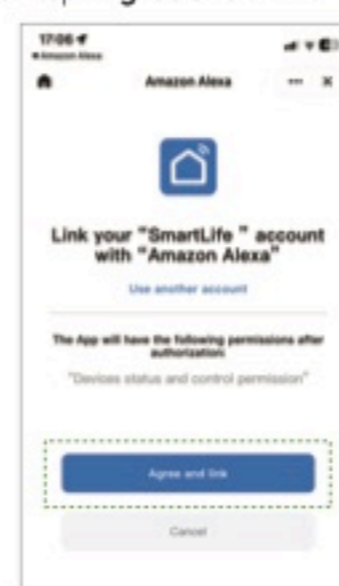 17:06
Amazon Alexa
Amazon Alexa
Link your "SmartLife " account
with "Amazon Alexa"
Use another account
The App will have the following permissions after
authorization:
"Devices status and control permission"
Agree and link
Cancel